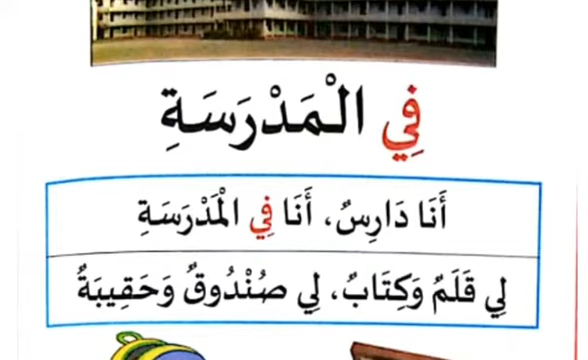 فِي الْمَدْرَسَةِ
أَنَا دَارِسٌ، أَنَا فِي الْمَدْرَسَةِ
لِي قَلَمٌ وَكِتَابٌ، لِي صُنْدُوقٌ وَحَقِيبَةٌ